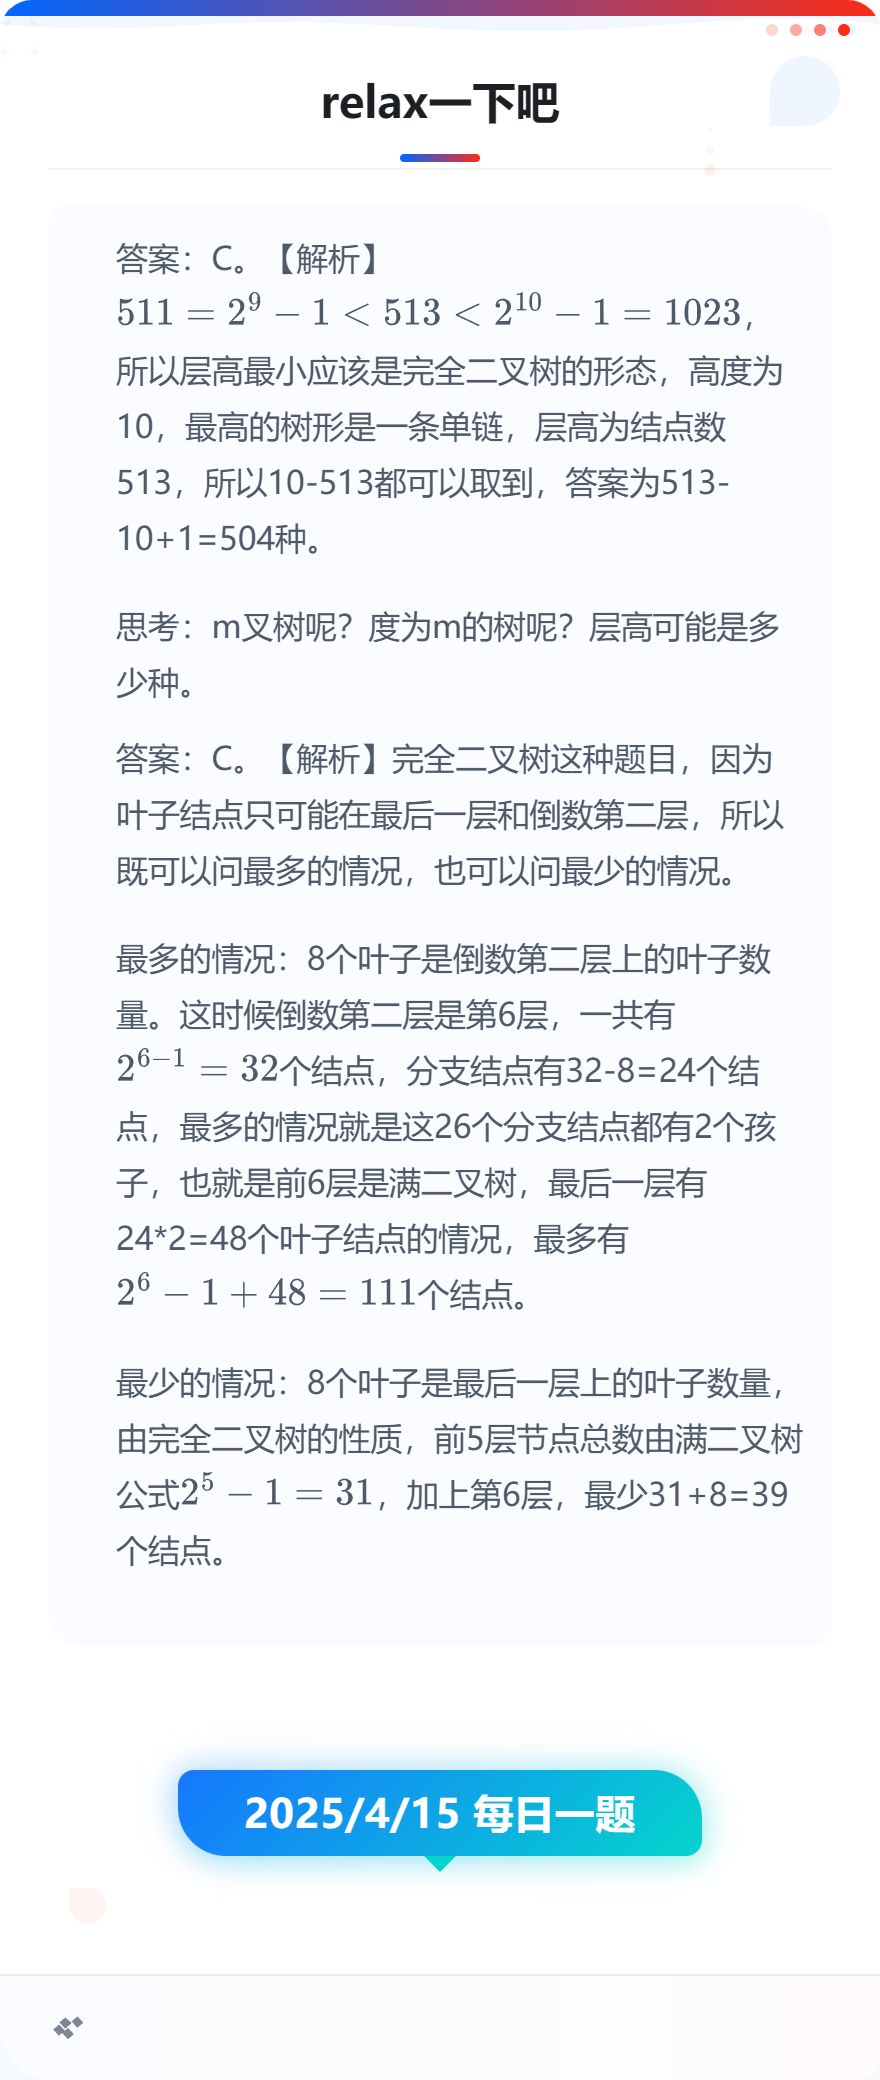 relax一下吧
答案：C。【解析】
511 = 2^9 − 1 < 513 < 2^10 − 1 = 1023，
所以层高最小应该是完全二叉树的形态，高度为
10，最高的树形是一条单链，层高为结点数
513，所以10-513都可以取到，答案为513-
10+1=504种。
思考：m叉树呢？度为m的树呢？层高可能是多
少种。
答案：C。【解析】完全二叉树这种题目，因为
叶子结点只可能在最后一层和倒数第二层，所以
既可以问最多的情况，也可以问最少的情况。
最多的情况：8个叶子是倒数第二层上的叶子数
量。这时候倒数第二层是第6层，一共有
2^{6−1} = 32个结点，分支结点有32-8=24个结
点，最多的情况就是这26个分支结点都有2个孩
子，也就是前6层是满二叉树，最后一层有
24*2=48个叶子结点的情况，最多有
2^6 − 1 + 48 = 111个结点。
最少的情况：8个叶子是最后一层上的叶子数量，
由完全二叉树的性质，前5层节点总数由满二叉树
公式2^5 − 1 = 31，加上第6层，最少31+8=39
个结点。
2025/4/15 每日一题